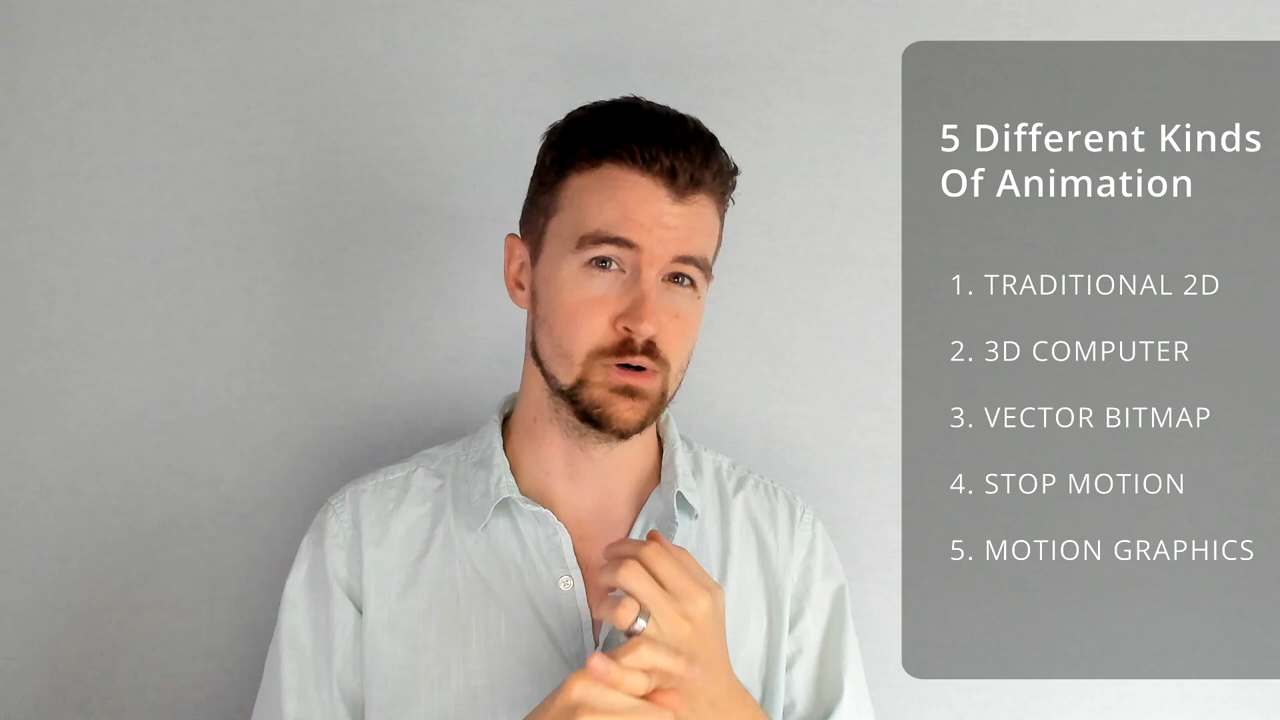 5 Different Kinds
Of Animation
1. TRADITIONAL 2D
2. 3D COMPUTER
3. VECTOR BITMAP
4. STOP MOTION
5. MOTION GRAPHICS